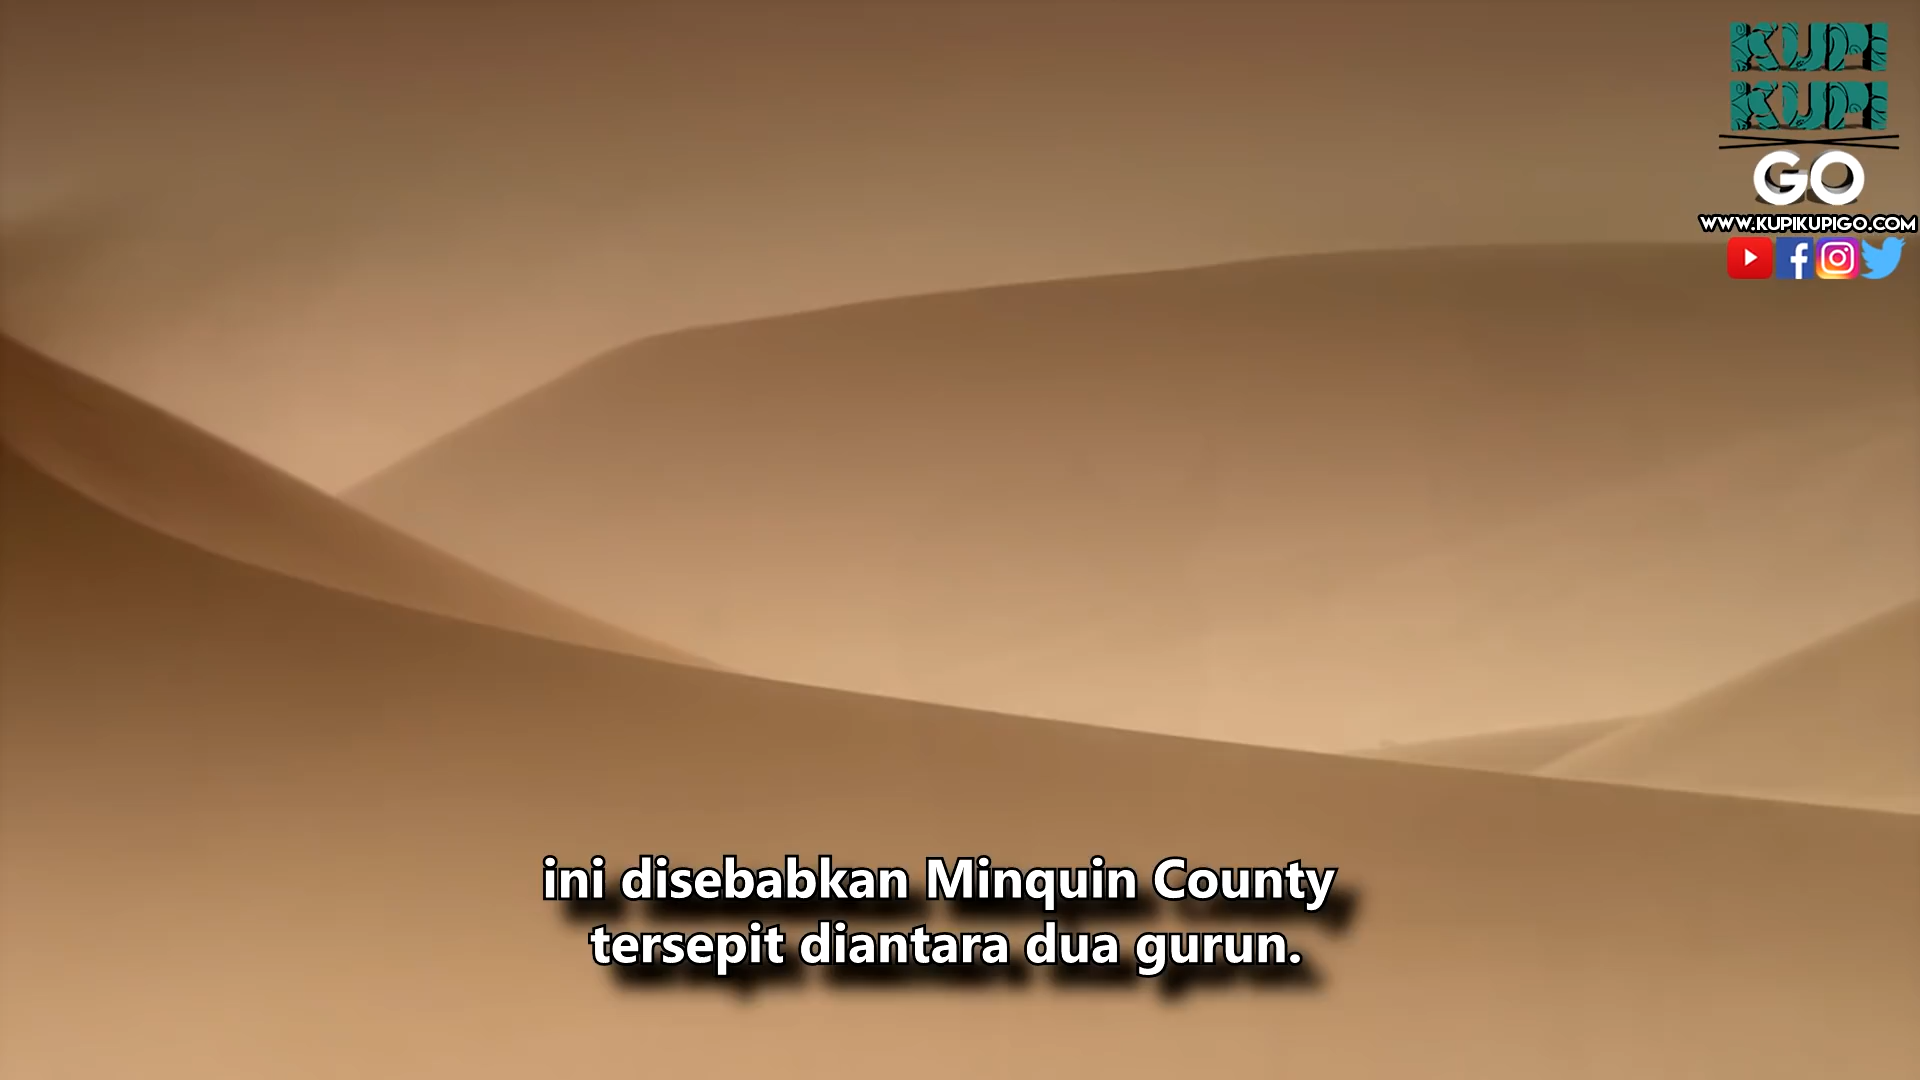 KUPI
KUPI
GO
WWW.KUPIKUPIGO.COM
ini disebabkan Minquin County
tersepit diantara dua gurun.